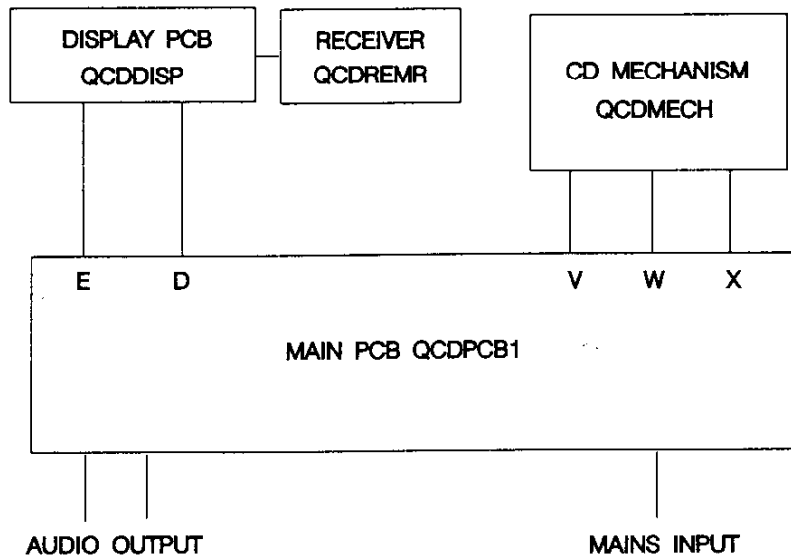 DISPLAY PCB
QCDDISP
RECEIVER
QCDREMR
CD MECHANISM
QCDMECH
E D V W X
MAIN PCB QCDPCB1
AUDIO OUTPUT
MAINS INPUT